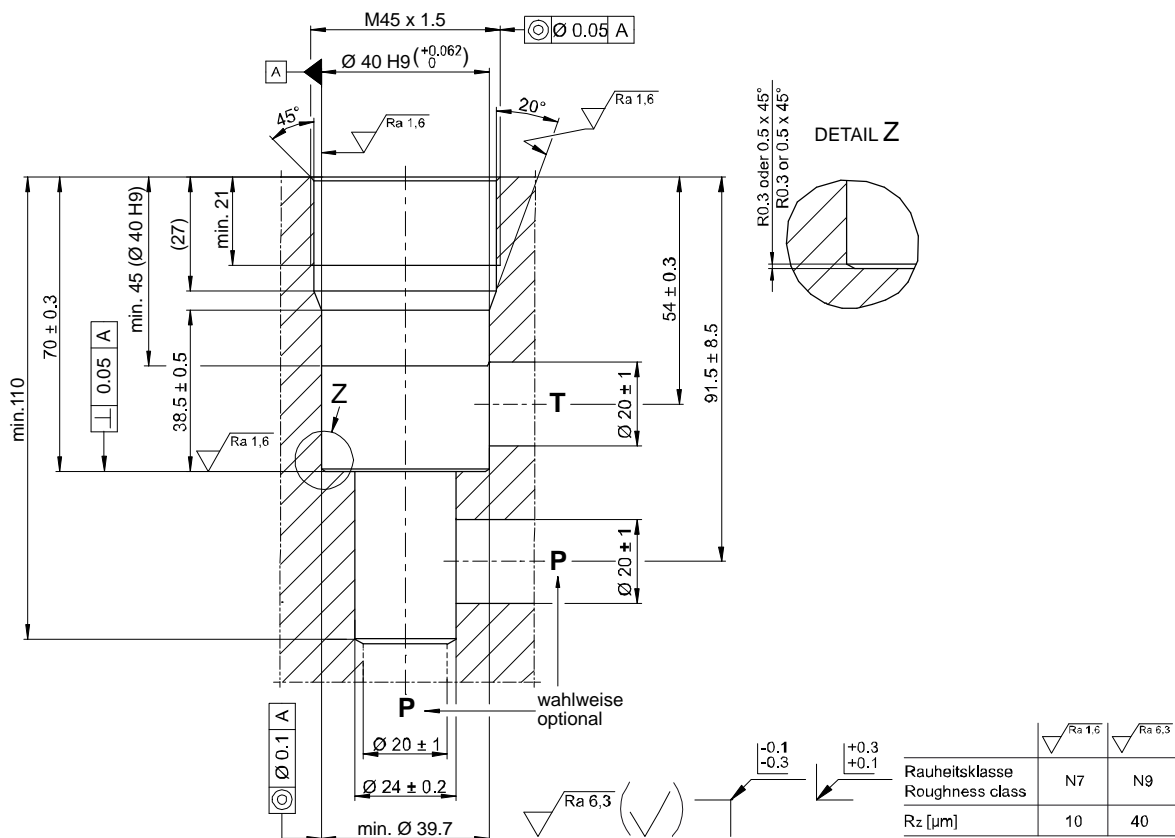 M45 x 1.5
◎ Ø 0.05 A
A
Ø 40 H9 (+0.062 0)
45°
Ra 1,6
20°
Ra 1,6
DETAIL Z
R0.3 oder 0.5 x 45°
R0.3 or 0.5 x 45°
min.110
70 ± 0.3
⊥ 0.05 A
min. 45 (Ø 40 H9)
38.5 ± 0.5
(27)
min. 21
Ra 1,6
Z
54 ± 0.3
91.5 ± 8.5
T
Ø 20 ± 1
P
Ø 20 ± 1
wahlweise
optional
P
◎ Ø 0.1 A
Ø 20 ± 1
Ø 24 ± 0.2
min. Ø 39.7
Ra 6,3
-0.1
-0.3
+0.3
+0.1
Ra 1,6 Ra 6,3
Rauheitsklasse
Roughness class N7 N9
Rz [µm] 10 40